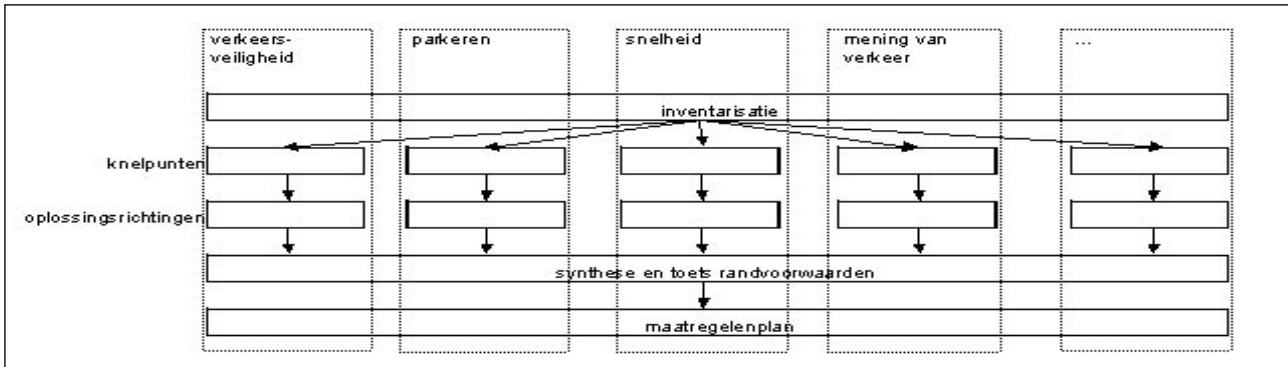 verkeers-
veiligheid
parkeren
snelheid
mening van
verkeer
...
inventarisatie
knelpunten
oplossingsrichtingen
synthese en toets randvoorwaarden
maatregelenplan